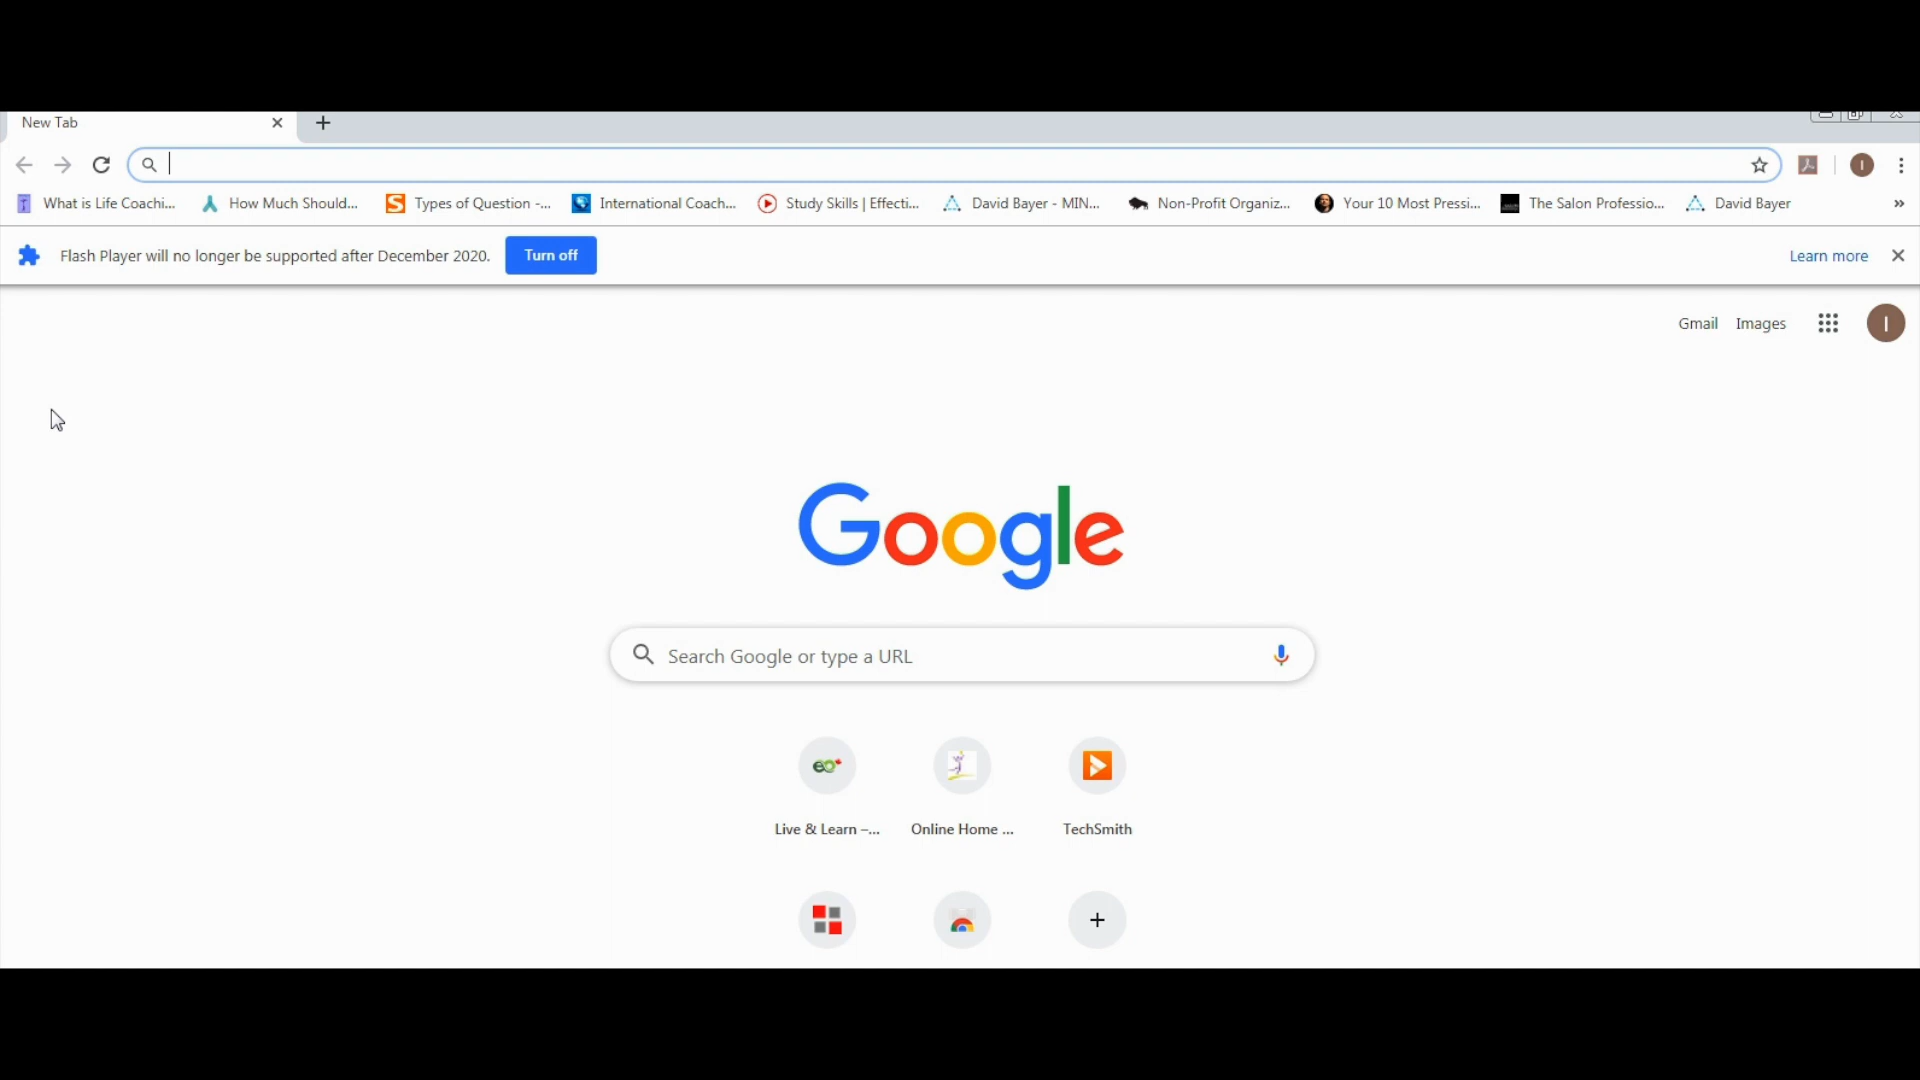 New Tab
What is Life Coachi... How Much Should... Types of Question -... International Coach... Study Skills | Effecti... David Bayer - MIN... Non-Profit Organiz... Your 10 Most Pressi... The Salon Professio... David Bayer »
Flash Player will no longer be supported after December 2020. Turn off Learn more
Gmail Images I
Google
Search Google or type a URL
Live & Learn –... Online Home ... TechSmith